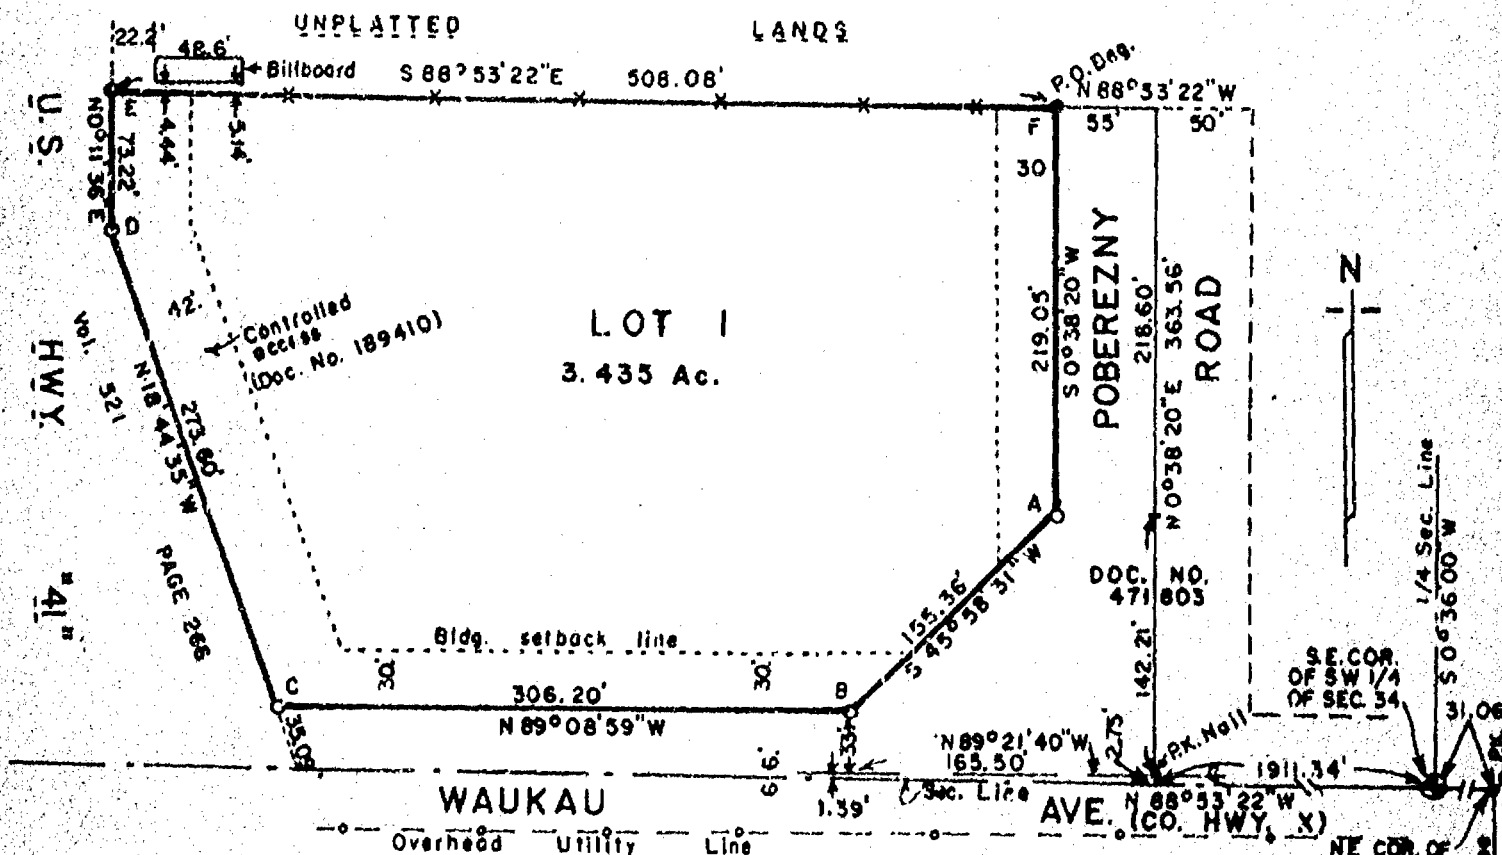 UNPLATTED LANDS
22.2'
48.6'
Billboard
S 88°53'22"E 508.08'
P.O. Beg.
N 88°53'22"W
55' 50'
E
F
30
4.44'
5.14'
N 0°11'36"E
73.22'
D
U.S.
HWY.
"41"
Vol.
521
PAGE 266
42'
Controlled
access
(Doc. No. 189410)
N 18°44'35"W
273.60'
LOT 1
3.435 Ac.
219.05'
S 0°38'20"W
POBEREZNY
ROAD
218.60'
N 0°38'20"E 363.56'
N
1/4 Sec. Line
S 0°36'00"W
A
DOC. NO.
471803
155.36'
S 45°58'31"W
142.21'
Bldg. setback line
30'
30'
C
306.20'
B
N 89°08'59"W
S.E. COR.
OF SW 1/4
OF SEC. 34
31.06
33'
N 89°21'40"W
165.50'
2.75'
P.K. Nail
1911.34'
66'
1.39'
Sec. Line
N 88°53'22"W
WAUKAU AVE. (CO. HWY. X)
Overhead Utility Line
NE COR. OF